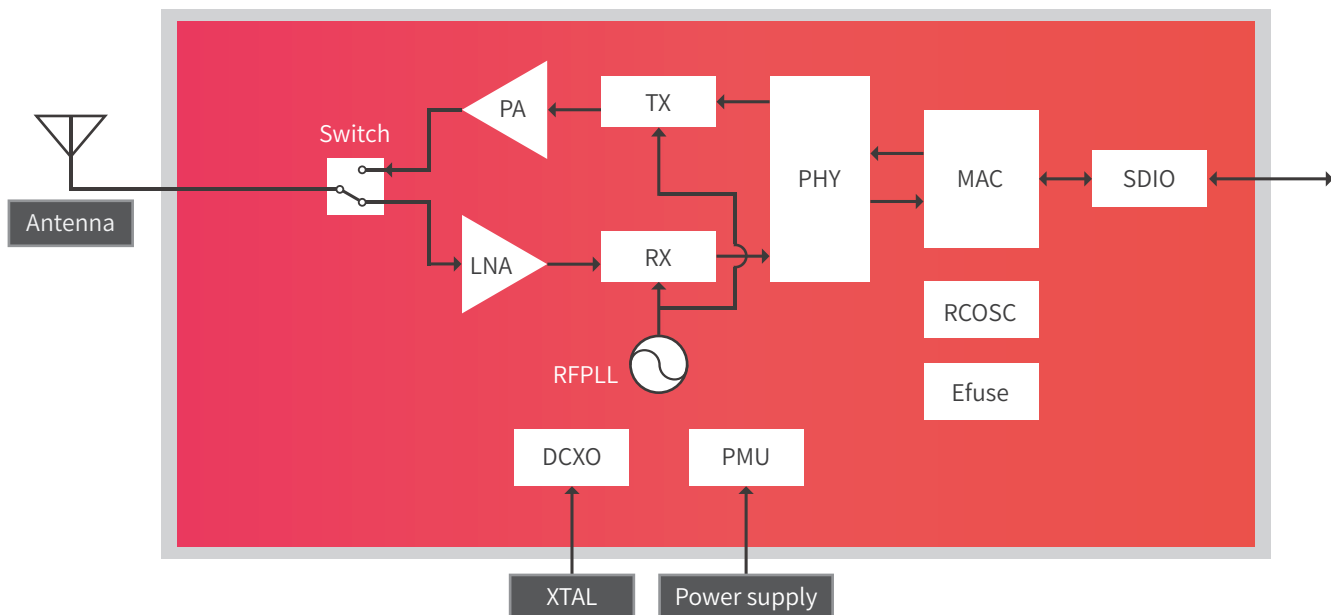 PA
TX
Switch
PHY
MAC
SDIO
Antenna
LNA
RX
RCOSC
RFPLL
Efuse
DCXO
PMU
XTAL
Power supply